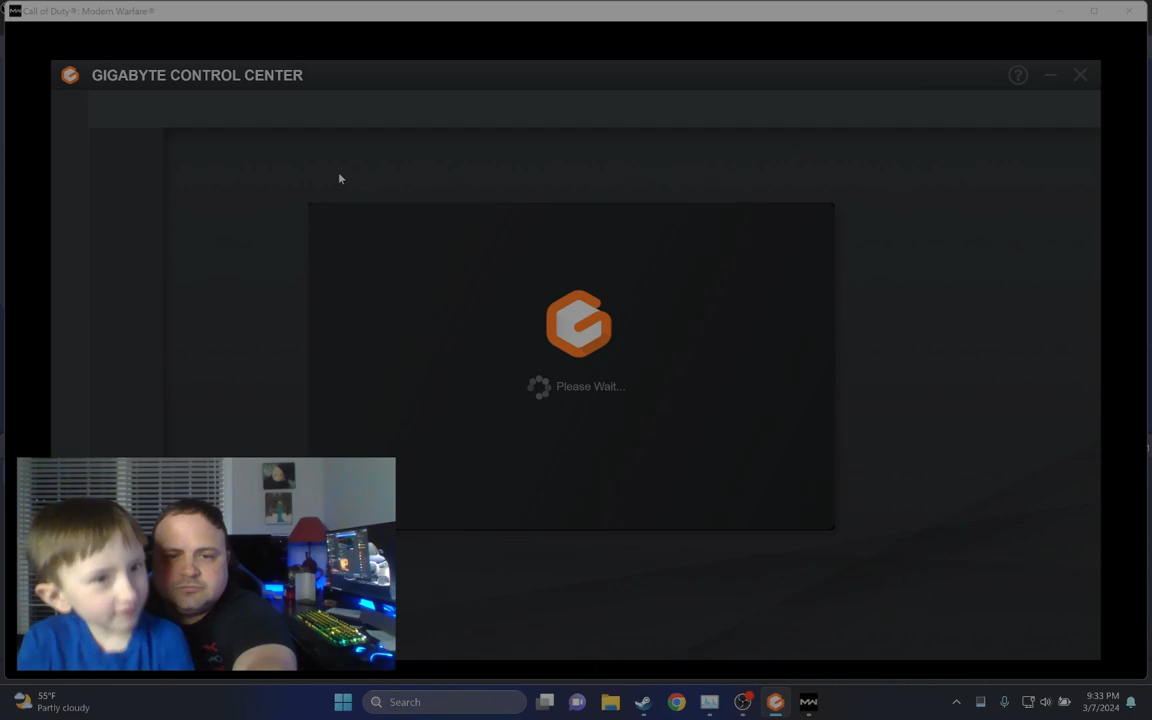 Call of Duty®: Modern Warfare®
GIGABYTE CONTROL CENTER
Please Wait...
55°F
Partly cloudy
Search
9:33 PM
3/7/2024